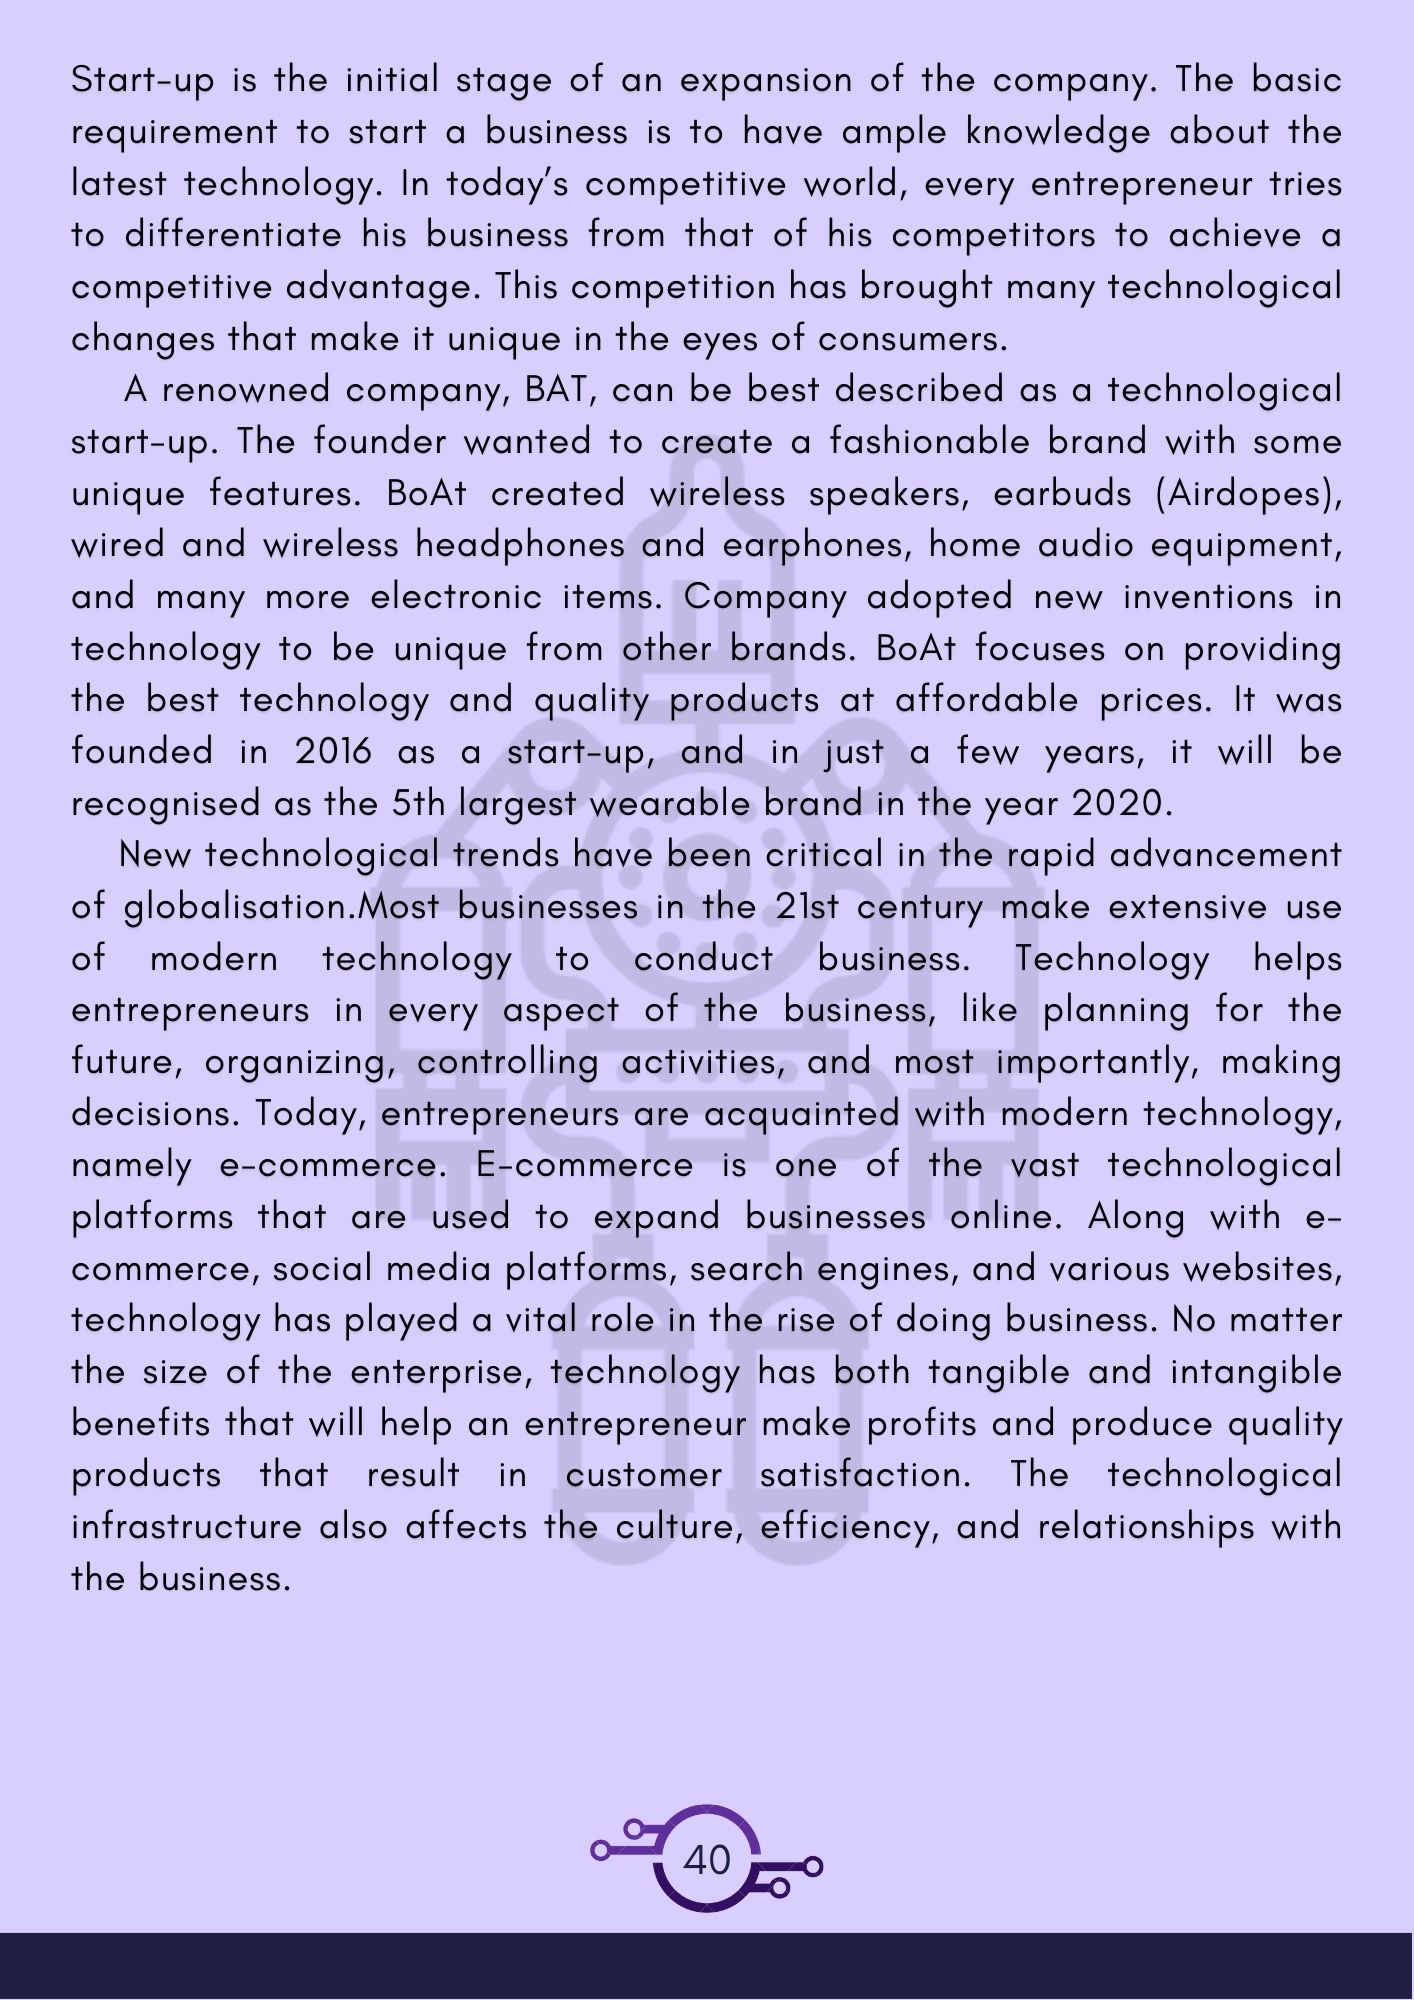 Start-up is the initial stage of an expansion of the company. The basic
requirement to start a business is to have ample knowledge about the
latest technology. In today’s competitive world, every entrepreneur tries
to differentiate his business from that of his competitors to achieve a
competitive advantage. This competition has brought many technological
changes that make it unique in the eyes of consumers.
A renowned company, BAT, can be best described as a technological
start-up. The founder wanted to create a fashionable brand with some
unique features. BoAt created wireless speakers, earbuds (Airdopes),
wired and wireless headphones and earphones, home audio equipment,
and many more electronic items. Company adopted new inventions in
technology to be unique from other brands. BoAt focuses on providing
the best technology and quality products at affordable prices. It was
founded in 2016 as a start-up, and in just a few years, it will be
recognised as the 5th largest wearable brand in the year 2020.
New technological trends have been critical in the rapid advancement
of globalisation.Most businesses in the 21st century make extensive use
of modern technology to conduct business. Technology helps
entrepreneurs in every aspect of the business, like planning for the
future, organizing, controlling activities, and most importantly, making
decisions. Today, entrepreneurs are acquainted with modern technology,
namely e-commerce. E-commerce is one of the vast technological
platforms that are used to expand businesses online. Along with e-
commerce, social media platforms, search engines, and various websites,
technology has played a vital role in the rise of doing business. No matter
the size of the enterprise, technology has both tangible and intangible
benefits that will help an entrepreneur make profits and produce quality
products that result in customer satisfaction. The technological
infrastructure also affects the culture, efficiency, and relationships with
the business.
40